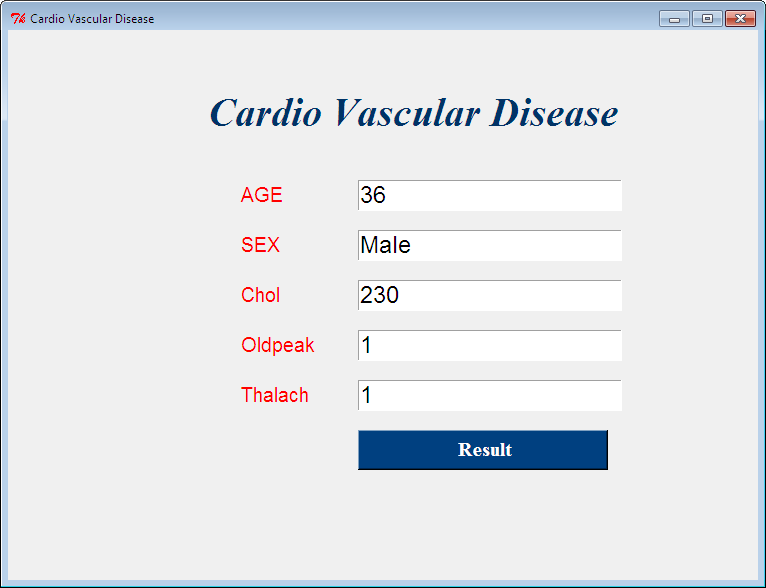 Cardio Vascular Disease
Cardio Vascular Disease
AGE 36
SEX Male
Chol 230
Oldpeak 1
Thalach 1
Result